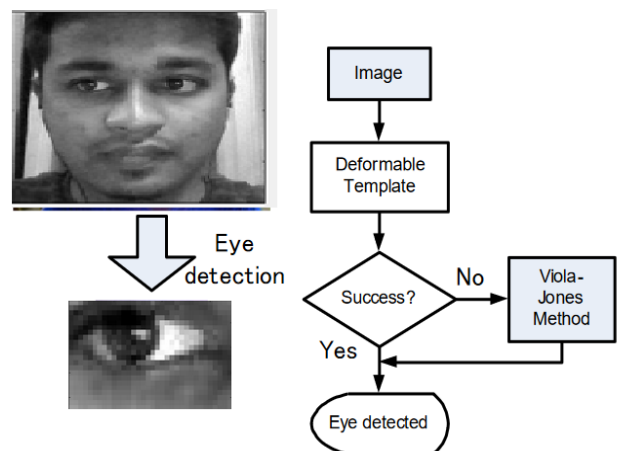 Eye
detection
Image
Deformable
Template
Success?
No
Viola-
Jones
Method
Yes
Eye detected